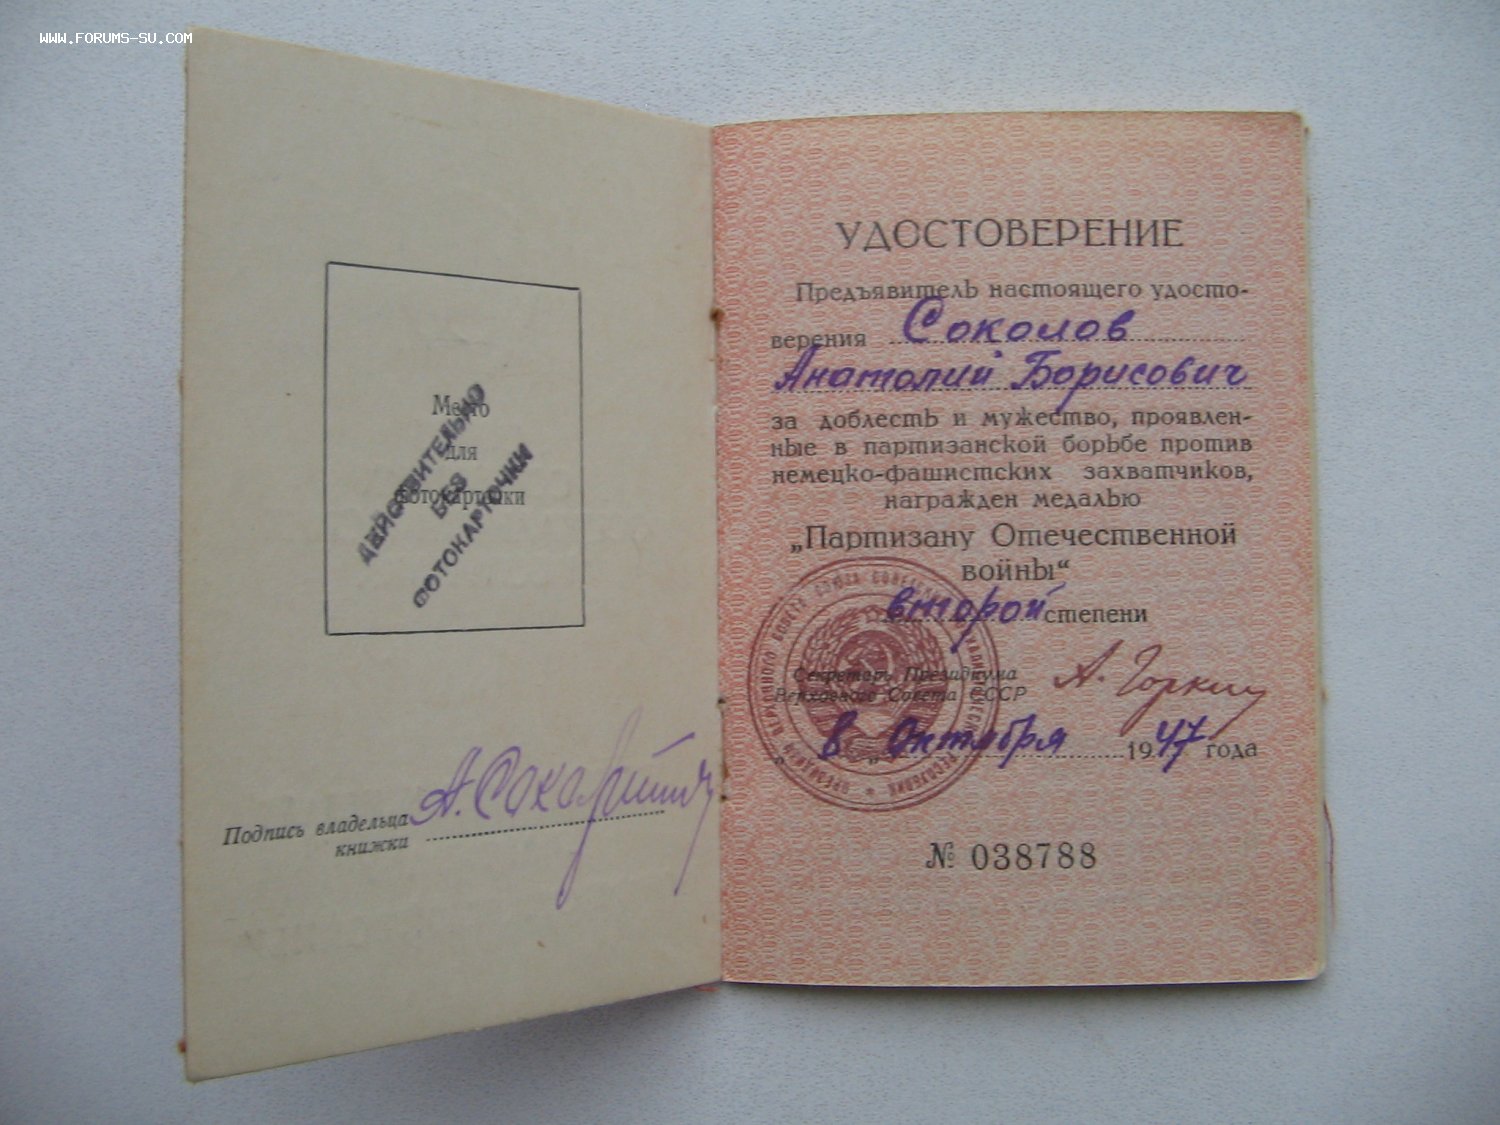 WWW.FORUMS-SU.COM
Место
для
фотокарточки
ДЕЙСТВИТЕЛЬНО
БЕЗ
ФОТОКАРТОЧКИ
Подпись владельца
книжки
УДОСТОВЕРЕНИЕ
Предъявитель настоящего удосто-
верения Соколов
Анатолий Борисович
за доблесть и мужество, проявлен-
ные в партизанской борьбе против
немецко-фашистских захватчиков,
награжден медалью
„Партизану Отечественной
войны“
второй степени
Секретарь Президиума
Верховного Совета СССР А. Горкин
Октября 1947 года
№ 038788